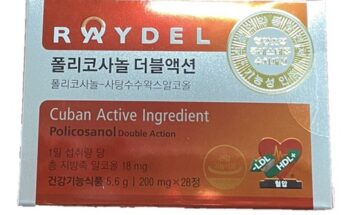 RAYDEL
폴리코사놀 더블액션
폴리코사놀-사탕수수왁스알코올
Cuban Active Ingredient
Policosanol Double Action
1일 섭취량 당
총 지방족 알코올 18 mg
건강기능식품 5.6 g | 200 mg×28정
-LDL
HDL+
혈압